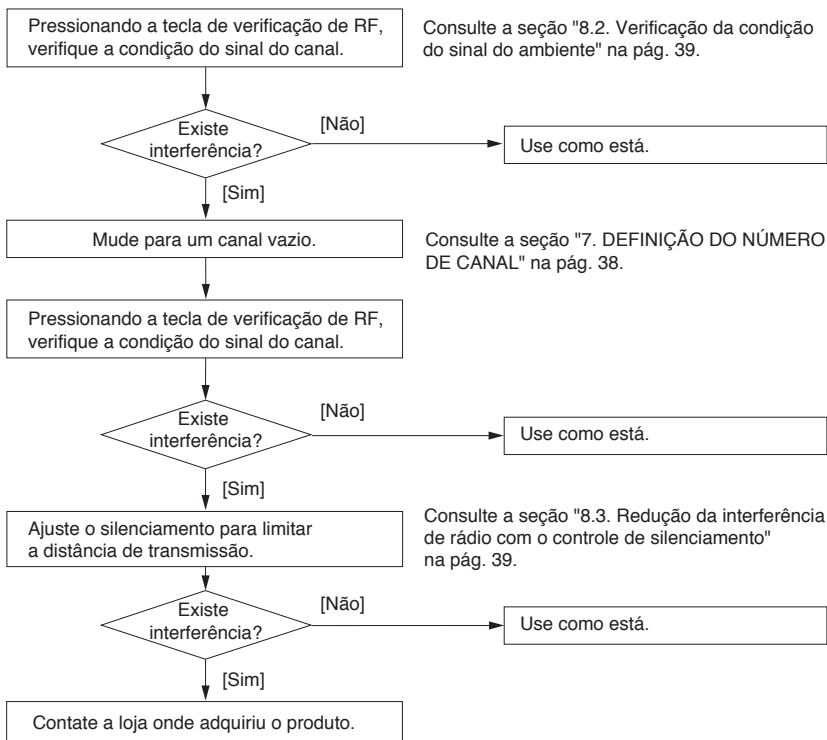 Pressionando a tecla de verificação de RF,
verifique a condição do sinal do canal.
Consulte a seção "8.2. Verificação da condição
do sinal do ambiente" na pág. 39.
Existe
interferência?
[Não]
Use como está.
[Sim]
Mude para um canal vazio.
Consulte a seção "7. DEFINIÇÃO DO NÚMERO
DE CANAL" na pág. 38.
Pressionando a tecla de verificação de RF,
verifique a condição do sinal do canal.
Existe
interferência?
[Não]
Use como está.
[Sim]
Ajuste o silenciamento para limitar
a distância de transmissão.
Consulte a seção "8.3. Redução da interferência
de rádio com o controle de silenciamento"
na pág. 39.
Existe
interferência?
[Não]
Use como está.
[Sim]
Contate a loja onde adquiriu o produto.